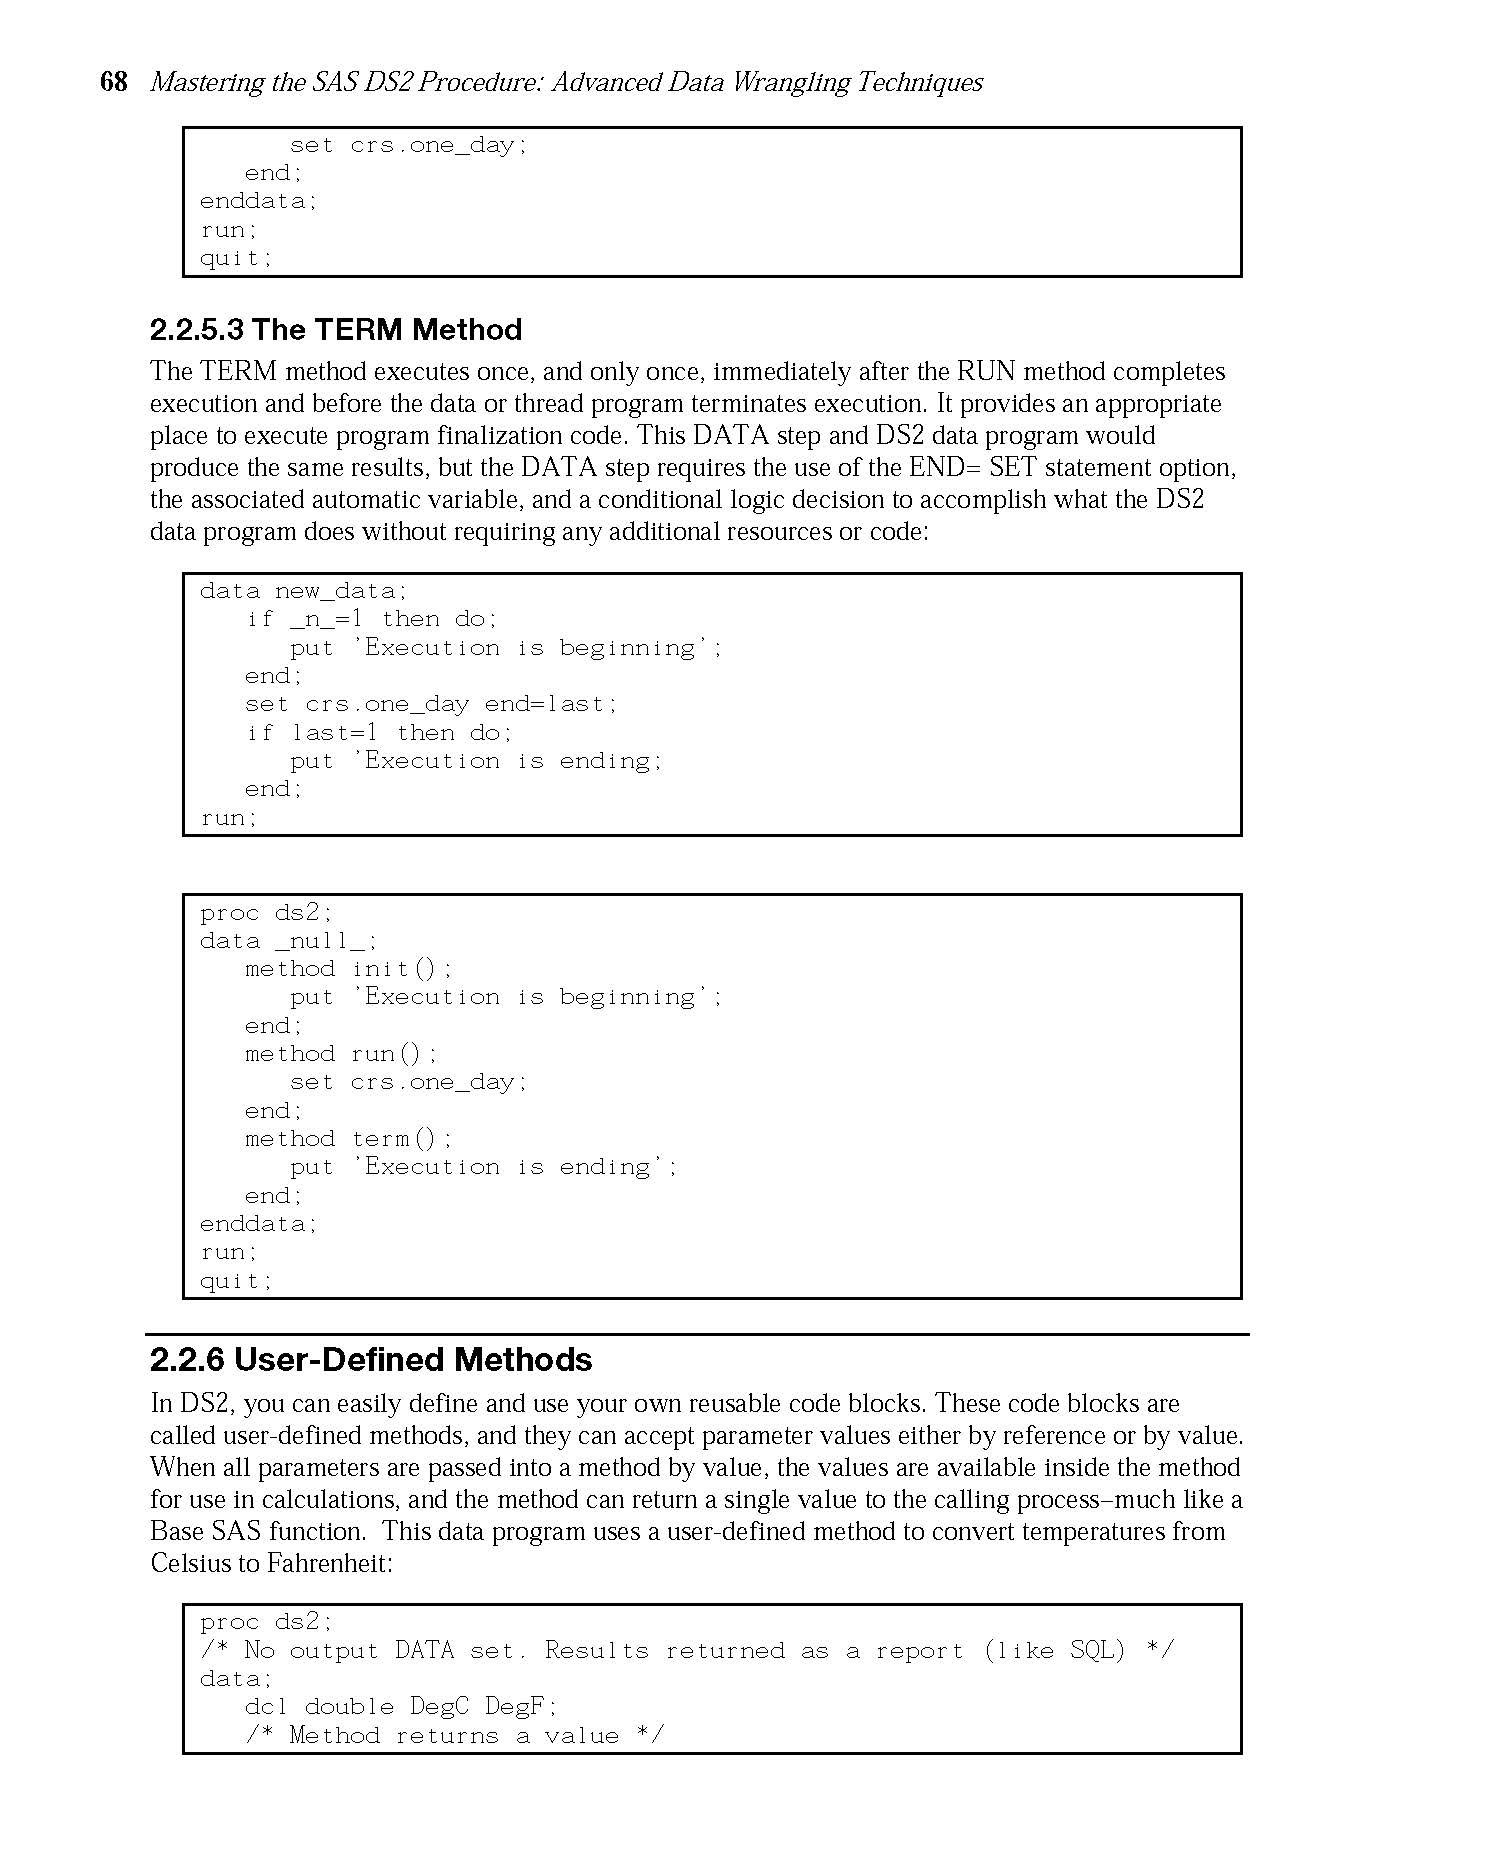 68 Mastering the SAS DS2 Procedure: Advanced Data Wrangling Techniques
      set crs.one_day;
   end;
enddata;
run;
quit;
2.2.5.3 The TERM Method
The TERM method executes once, and only once, immediately after the RUN method completes
execution and before the data or thread program terminates execution. It provides an appropriate
place to execute program finalization code. This DATA step and DS2 data program would
produce the same results, but the DATA step requires the use of the END= SET statement option,
the associated automatic variable, and a conditional logic decision to accomplish what the DS2
data program does without requiring any additional resources or code:
data new_data;
   if _n_=1 then do;
      put 'Execution is beginning';
   end;
   set crs.one_day end=last;
   if last=1 then do;
      put 'Execution is ending;
   end;
run;
proc ds2;
data _null_;
   method init();
      put 'Execution is beginning';
   end;
   method run();
      set crs.one_day;
   end;
   method term();
      put 'Execution is ending';
   end;
enddata;
run;
quit;
2.2.6 User-Defined Methods
In DS2, you can easily define and use your own reusable code blocks. These code blocks are
called user-defined methods, and they can accept parameter values either by reference or by value.
When all parameters are passed into a method by value, the values are available inside the method
for use in calculations, and the method can return a single value to the calling process–much like a
Base SAS function.  This data program uses a user-defined method to convert temperatures from
Celsius to Fahrenheit:
proc ds2;
/* No output DATA set. Results returned as a report (like SQL) */
data;
   dcl double DegC DegF;
   /* Method returns a value */